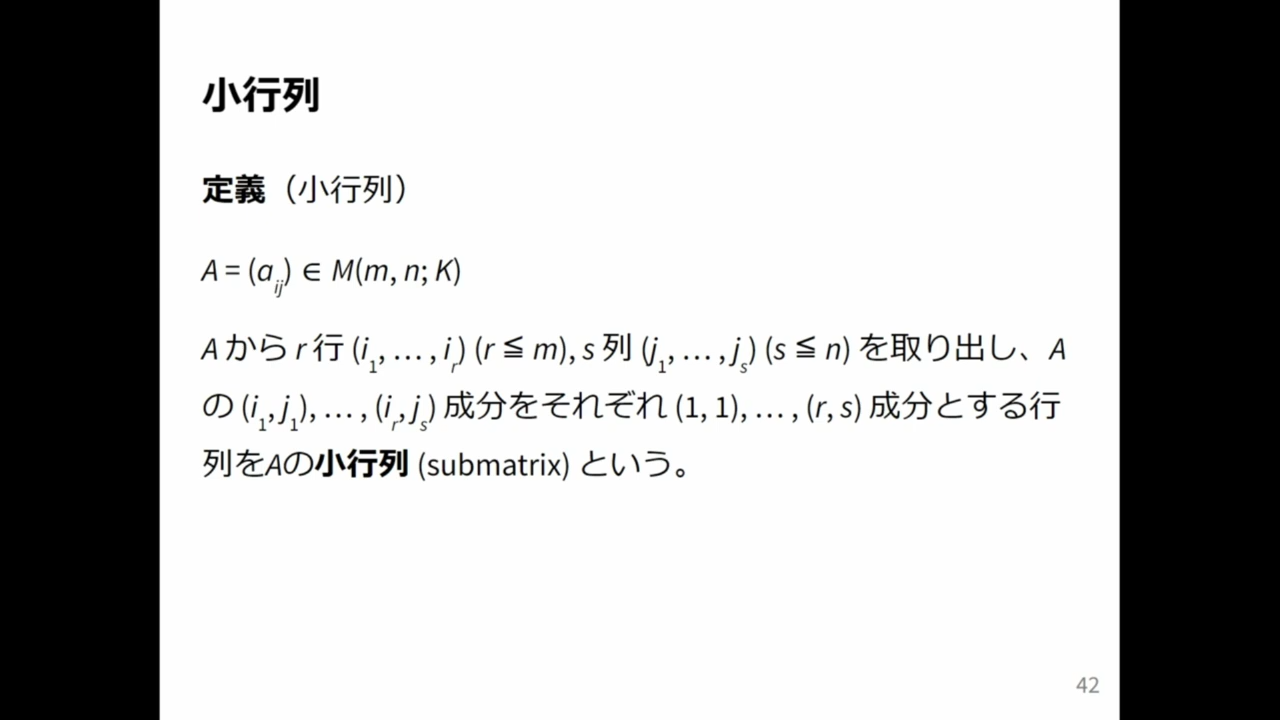 小行列
定義（小行列）
A = (aij) ∈ M(m, n; K)
A から r 行 (i1, … , ir) (r ≦ m), s 列 (j1, … , js) (s ≦ n) を取り出し、A
の (i1, j1), … , (ir, js) 成分をそれぞれ (1, 1), … , (r, s) 成分とする行
列をAの小行列 (submatrix) という。
42